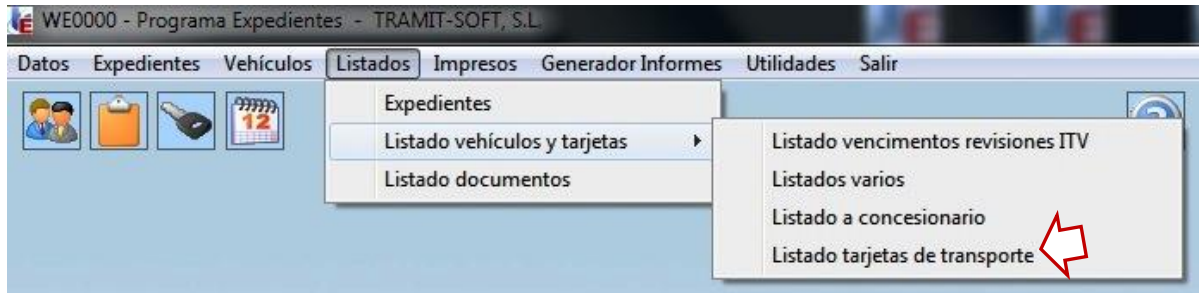 WE0000 - Programa Expedientes - TRAMIT-SOFT, S.L.
Datos Expedientes Vehículos Listados Impresos Generador Informes Utilidades Salir
12
Expedientes
Listado vehículos y tarjetas
Listado documentos
Listado vencimentos revisiones ITV
Listados varios
Listado a concesionario
Listado tarjetas de transporte